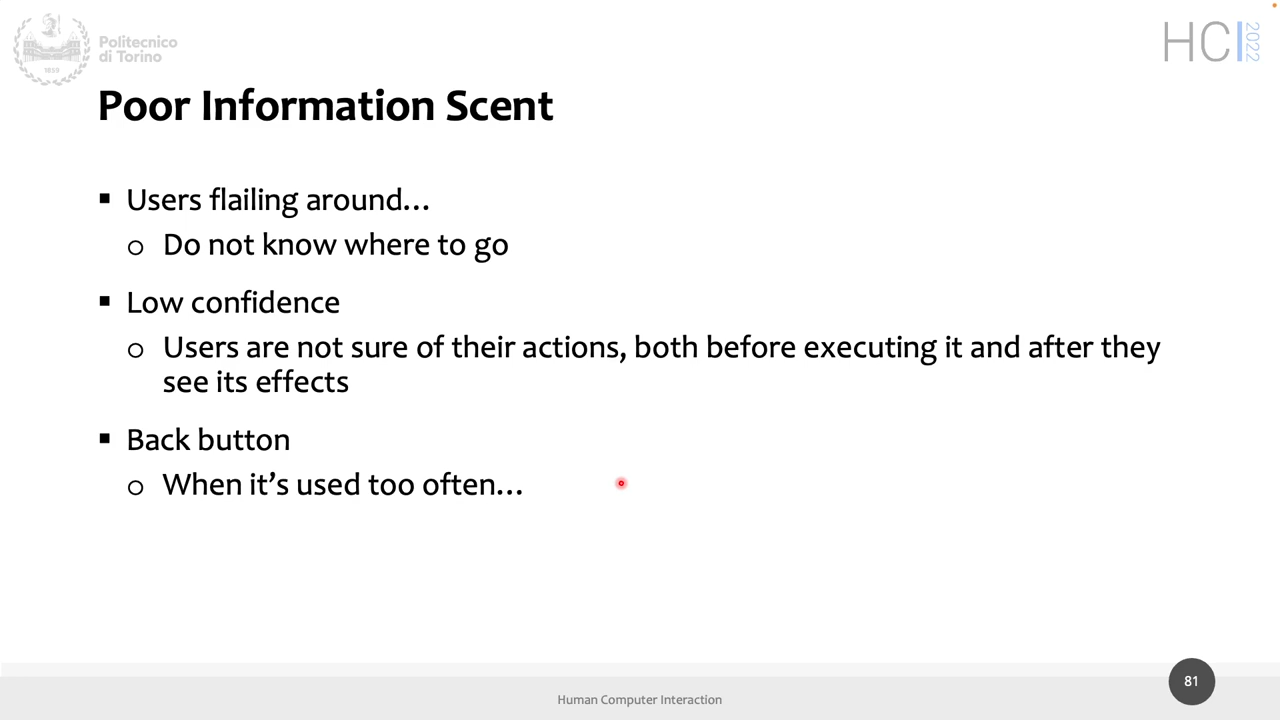 Politecnico
di Torino
1859
HCI 2022
Poor Information Scent
▪ Users flailing around…
o Do not know where to go
▪ Low confidence
o Users are not sure of their actions, both before executing it and after they
see its effects
▪ Back button
o When it’s used too often…
81
Human Computer Interaction